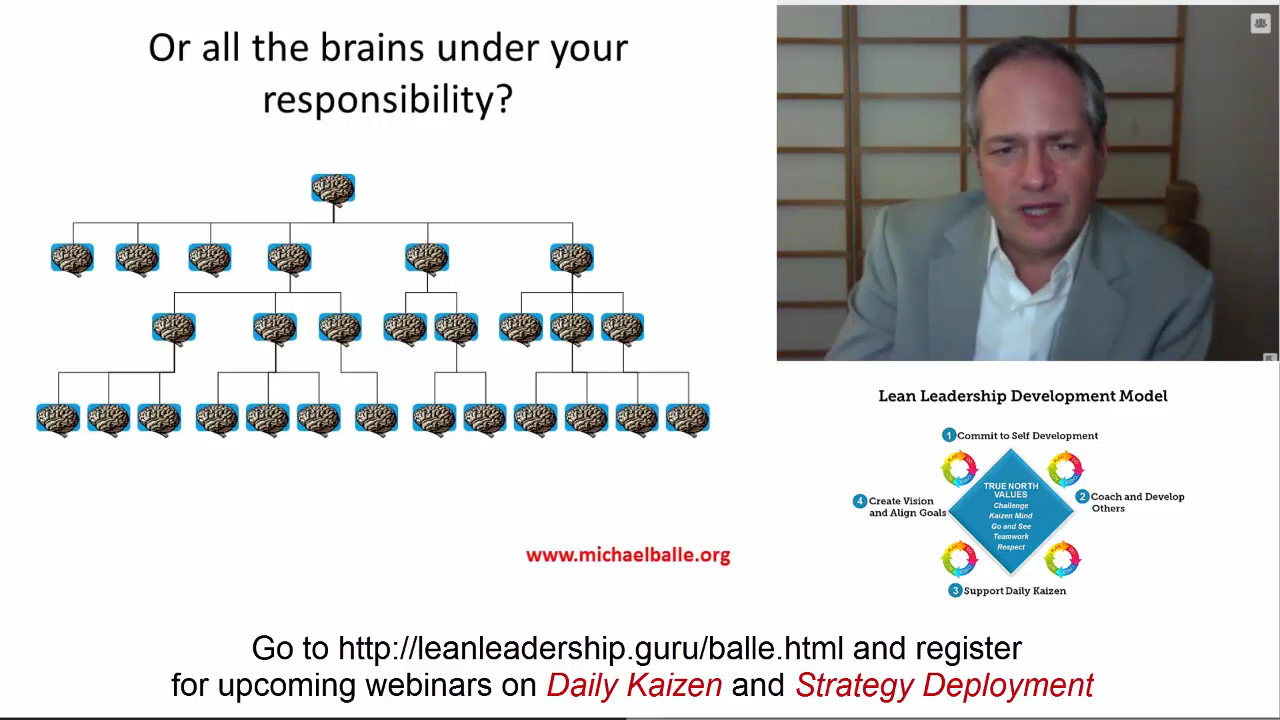 Or all the brains under your
responsibility?
www.michaelballe.org
Lean Leadership Development Model
1 Commit to Self Development
2 Coach and Develop
Others
3 Support Daily Kaizen
4 Create Vision
and Align Goals
TRUE NORTH
VALUES
Challenge
Kaizen Mind
Go and See
Teamwork
Respect
Go to http://leanleadership.guru/balle.html and register
for upcoming webinars on Daily Kaizen and Strategy Deployment